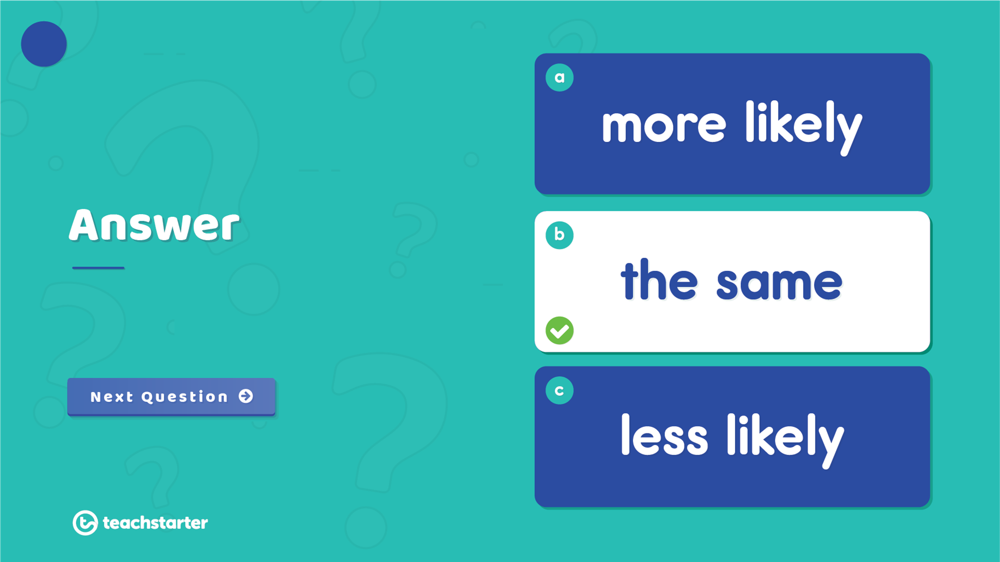 Answer
Next Question
teachstarter
a
more likely
b
the same
c
less likely